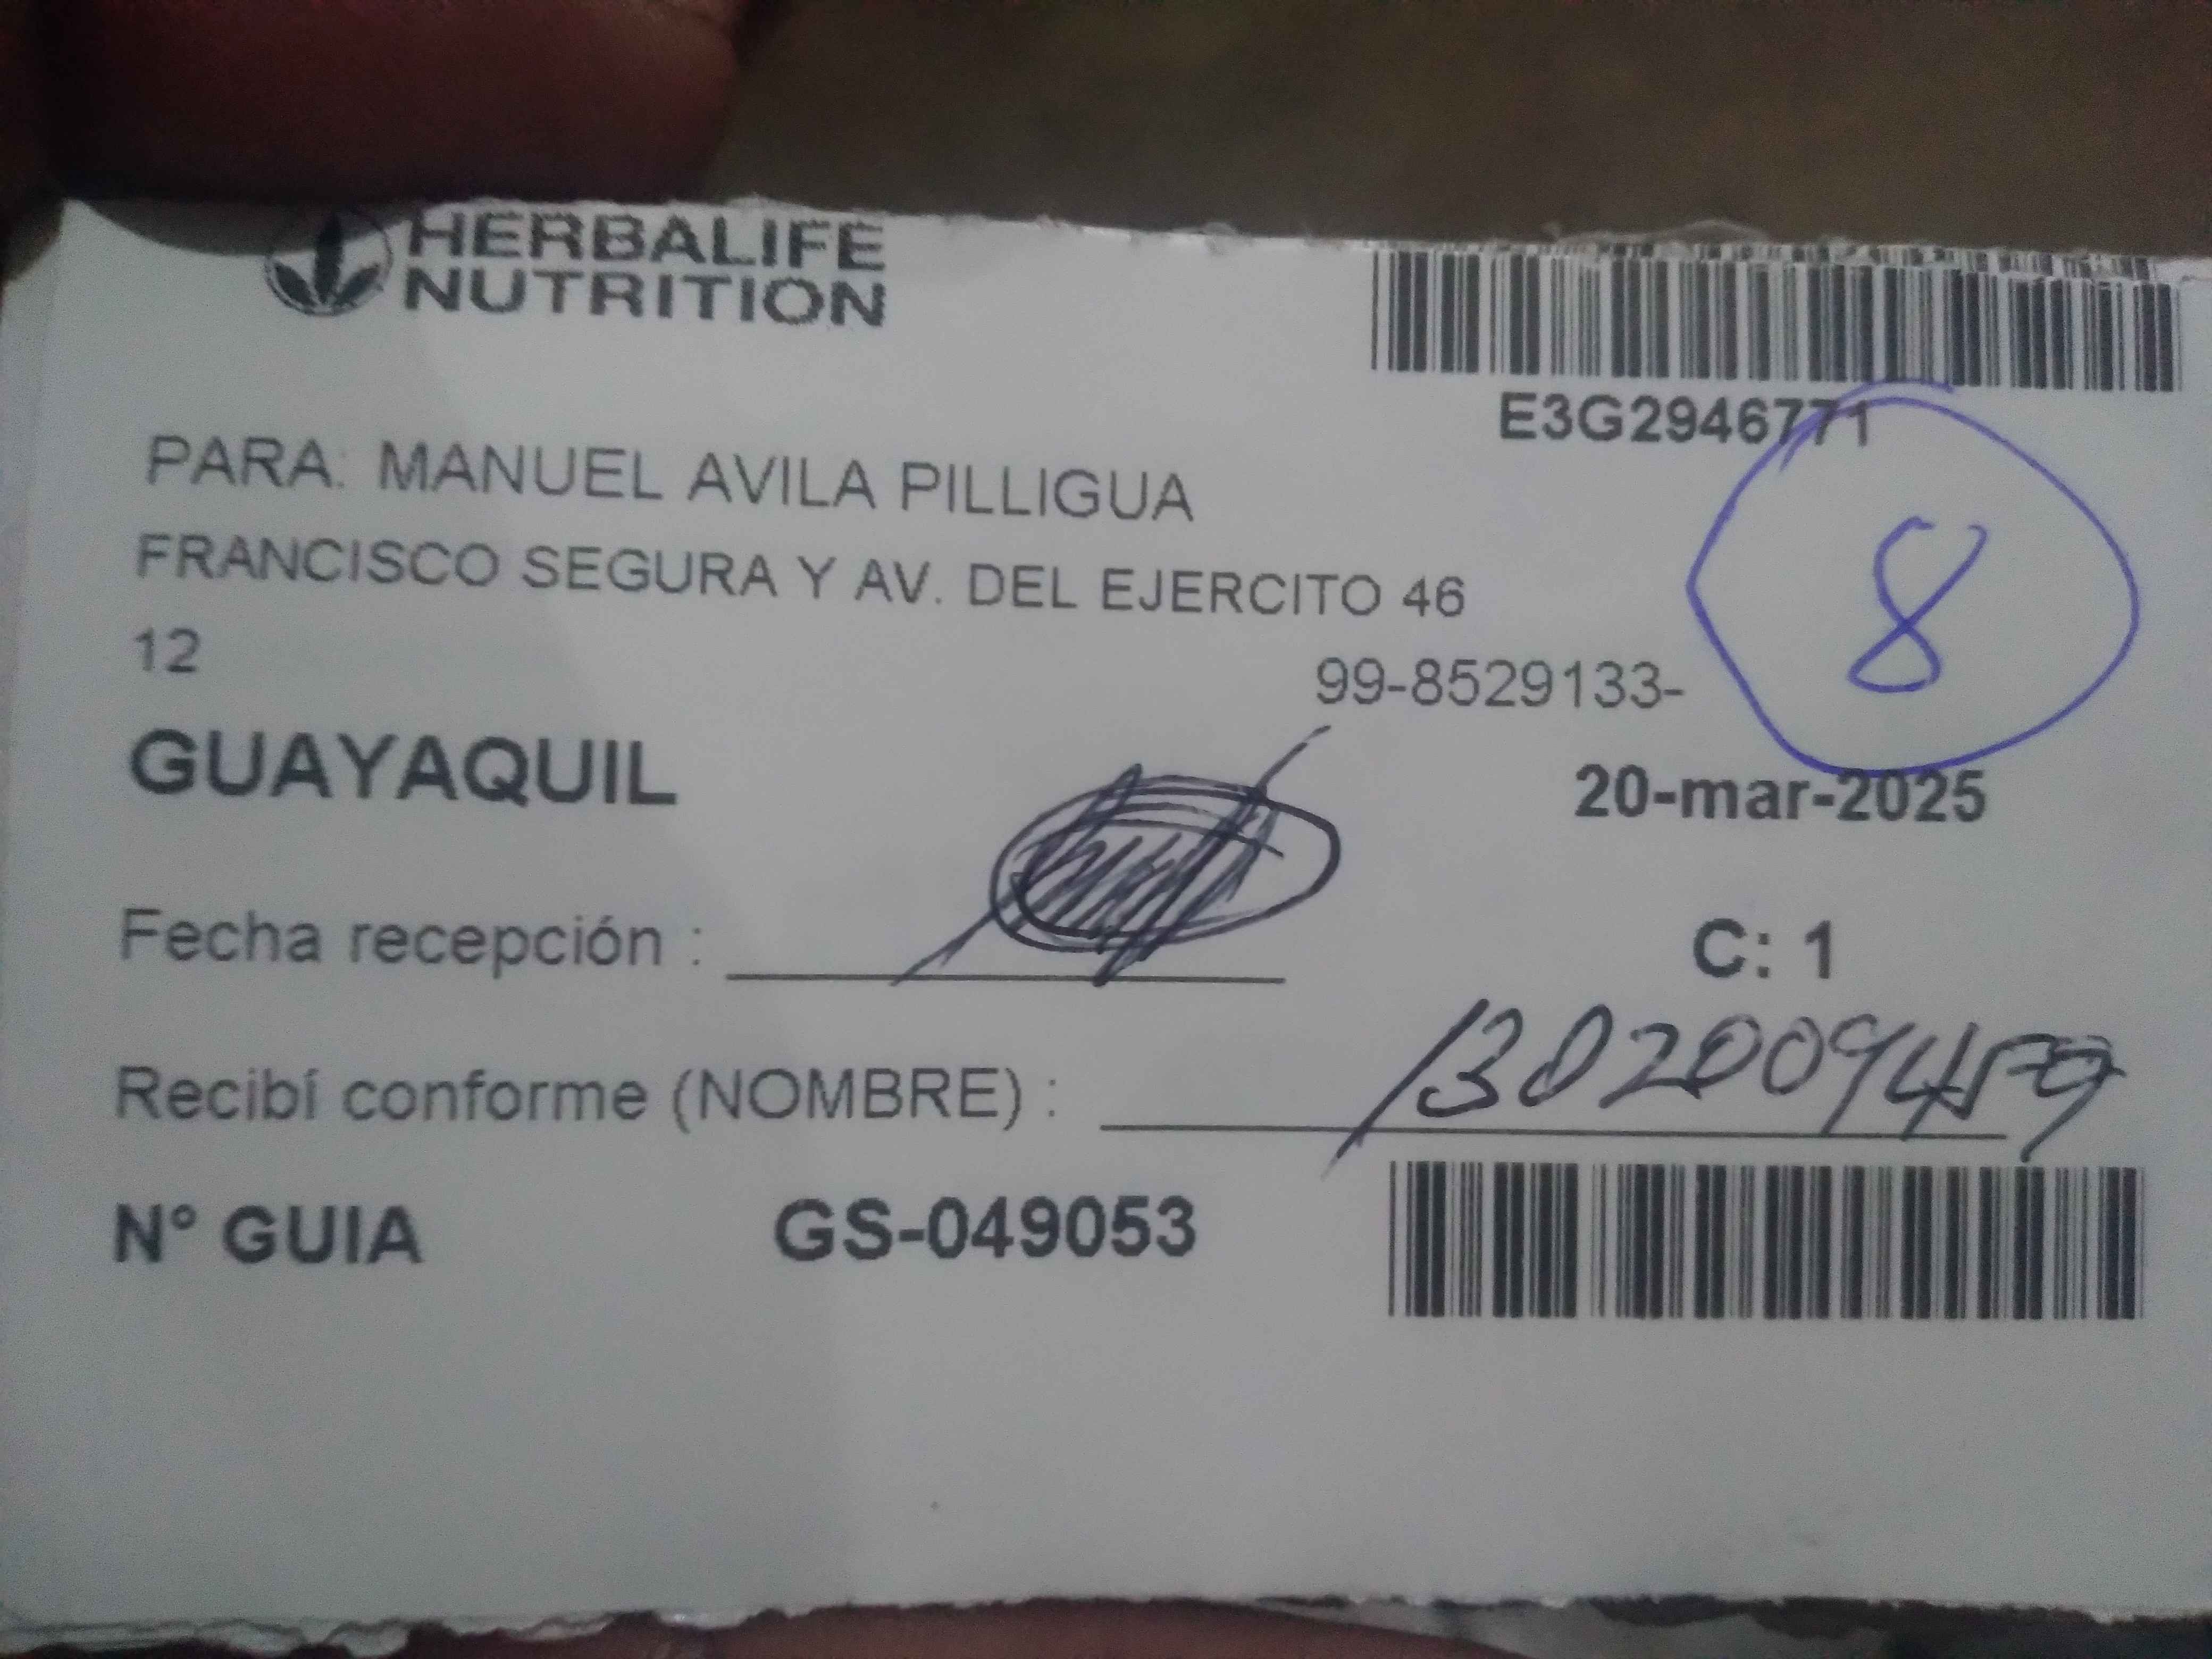 HERBALIFE
NUTRITION
E3G2946771
PARA: MANUEL AVILA PILLIGUA
FRANCISCO SEGURA Y AV. DEL EJERCITO 46
12
99-8529133-
8
GUAYAQUIL
20-mar-2025
Fecha recepción :
C: 1
Recibí conforme (NOMBRE) : 1302009459
N° GUIA GS-049053